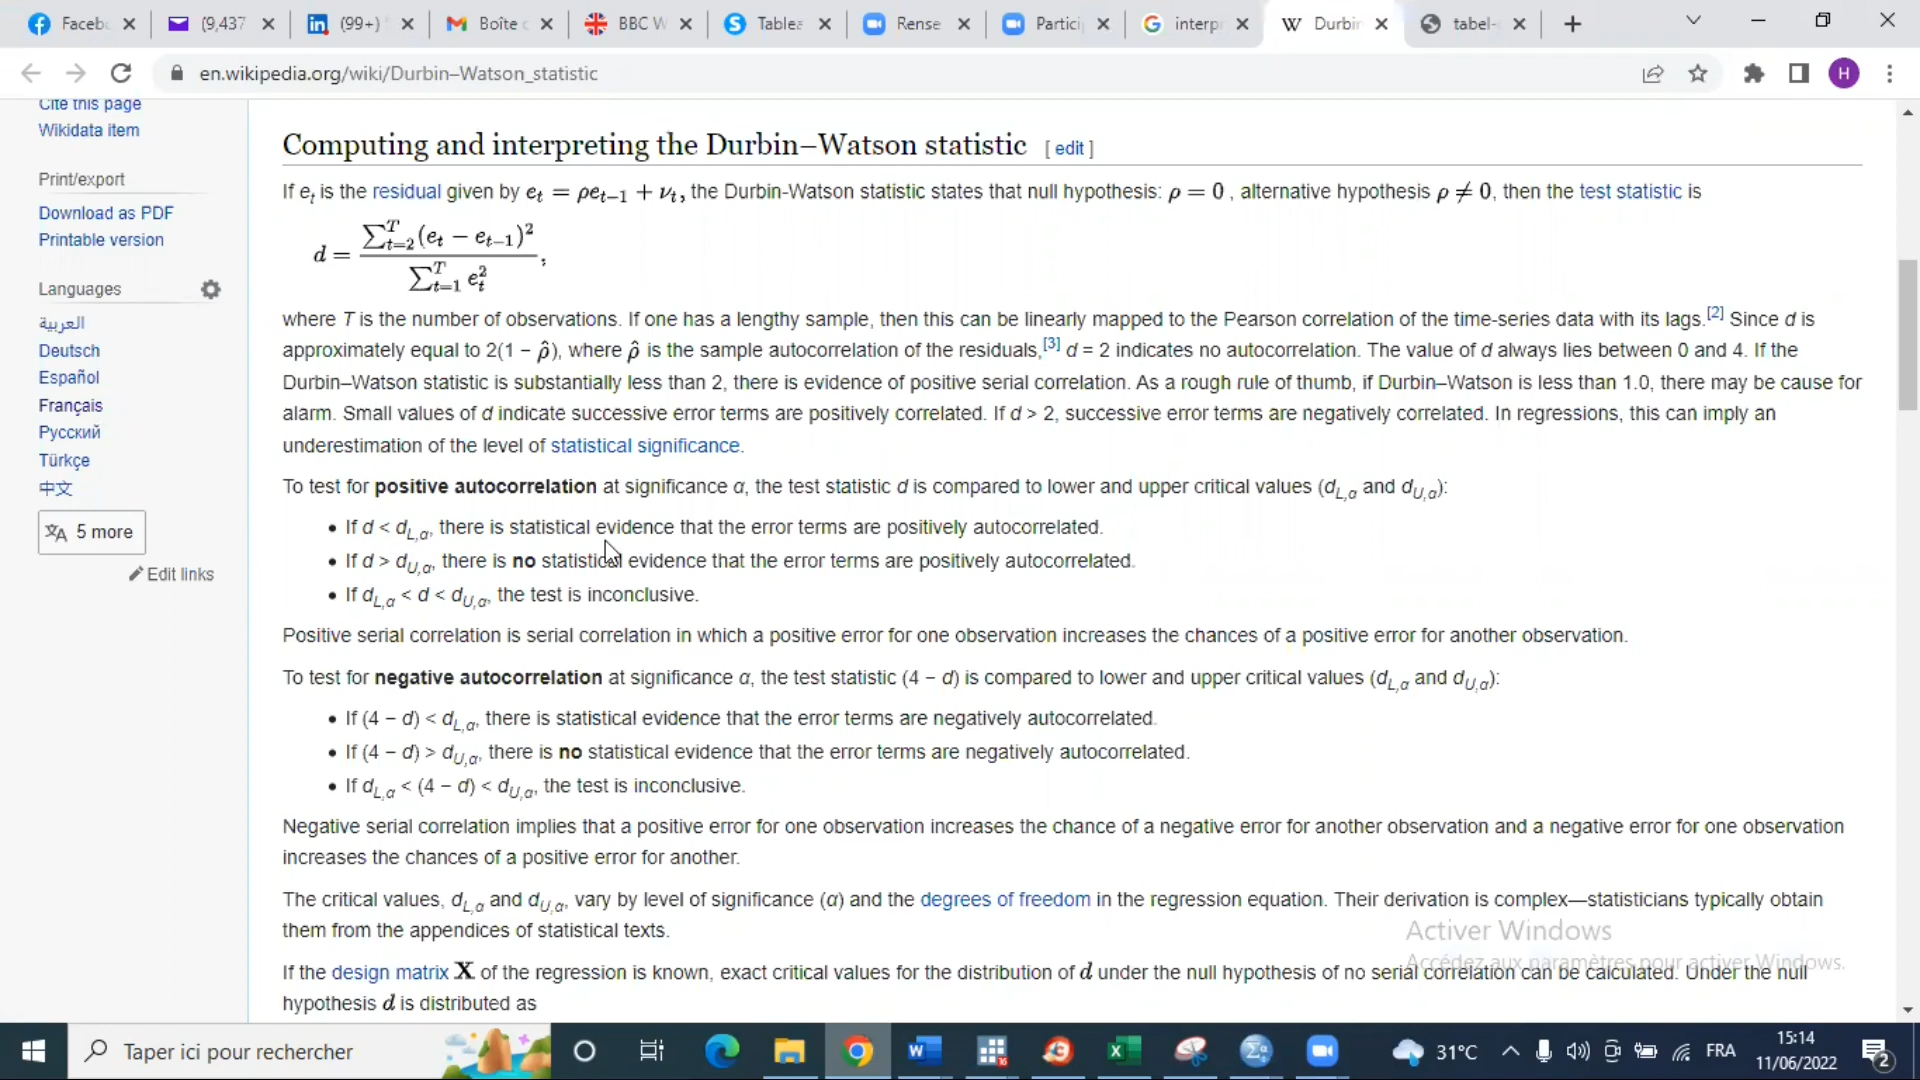 Faceb
(9,437
(99+)
Boîte
BBC W
Tablea
Rense
Partici
interpr
Durbin
tabel-
en.wikipedia.org/wiki/Durbin–Watson_statistic
H
Cite this page
Wikidata item
Print/export
Download as PDF
Printable version
Languages
العربية
Deutsch
Español
Français
Русский
Türkçe
中文
5 more
Edit links
Computing and interpreting the Durbin–Watson statistic [ edit ]
If e_t is the residual given by e_t = ρe_{t−1} + ν_t, the Durbin-Watson statistic states that null hypothesis: ρ = 0 , alternative hypothesis ρ ≠ 0, then the test statistic is
d = \frac{\sum_{t=2}^{T}(e_t − e_{t−1})^2}{\sum_{t=1}^{T} e_t^2},
where T is the number of observations. If one has a lengthy sample, then this can be linearly mapped to the Pearson correlation of the time-series data with its lags.[2] Since d is
approximately equal to 2(1 − ρ̂), where ρ̂ is the sample autocorrelation of the residuals,[3] d = 2 indicates no autocorrelation. The value of d always lies between 0 and 4. If the
Durbin–Watson statistic is substantially less than 2, there is evidence of positive serial correlation. As a rough rule of thumb, if Durbin–Watson is less than 1.0, there may be cause for
alarm. Small values of d indicate successive error terms are positively correlated. If d > 2, successive error terms are negatively correlated. In regressions, this can imply an
underestimation of the level of statistical significance.
To test for positive autocorrelation at significance α, the test statistic d is compared to lower and upper critical values (d_{L,α} and d_{U,α}):
• If d < d_{L,α}, there is statistical evidence that the error terms are positively autocorrelated.
• If d > d_{U,α}, there is no statistical evidence that the error terms are positively autocorrelated.
• If d_{L,α} < d < d_{U,α}, the test is inconclusive.
Positive serial correlation is serial correlation in which a positive error for one observation increases the chances of a positive error for another observation.
To test for negative autocorrelation at significance α, the test statistic (4 − d) is compared to lower and upper critical values (d_{L,α} and d_{U,α}):
• If (4 − d) < d_{L,α}, there is statistical evidence that the error terms are negatively autocorrelated.
• If (4 − d) > d_{U,α}, there is no statistical evidence that the error terms are negatively autocorrelated.
• If d_{L,α} < (4 − d) < d_{U,α}, the test is inconclusive.
Negative serial correlation implies that a positive error for one observation increases the chance of a negative error for another observation and a negative error for one observation
increases the chances of a positive error for another.
The critical values, d_{L,α} and d_{U,α}, vary by level of significance (α) and the degrees of freedom in the regression equation. Their derivation is complex—statisticians typically obtain
them from the appendices of statistical texts.
Activer Windows
If the design matrix X of the regression is known, exact critical values for the distribution of d under the null hypothesis of no serial correlation can be calculated. Under the null
Accédez aux paramètres pour activer Windows.
hypothesis d is distributed as
Taper ici pour rechercher
31°C
FRA
15:14
11/06/2022
2